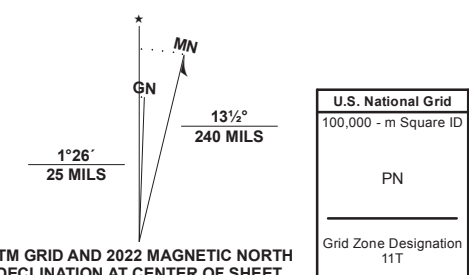 ★
MN
GN
13½°
240 MILS
1°26´
25 MILS
TM GRID AND 2022 MAGNETIC NORTH
DECLINATION AT CENTER OF SHEET
U.S. National Grid
100,000 - m Square ID
PN
Grid Zone Designation
11T